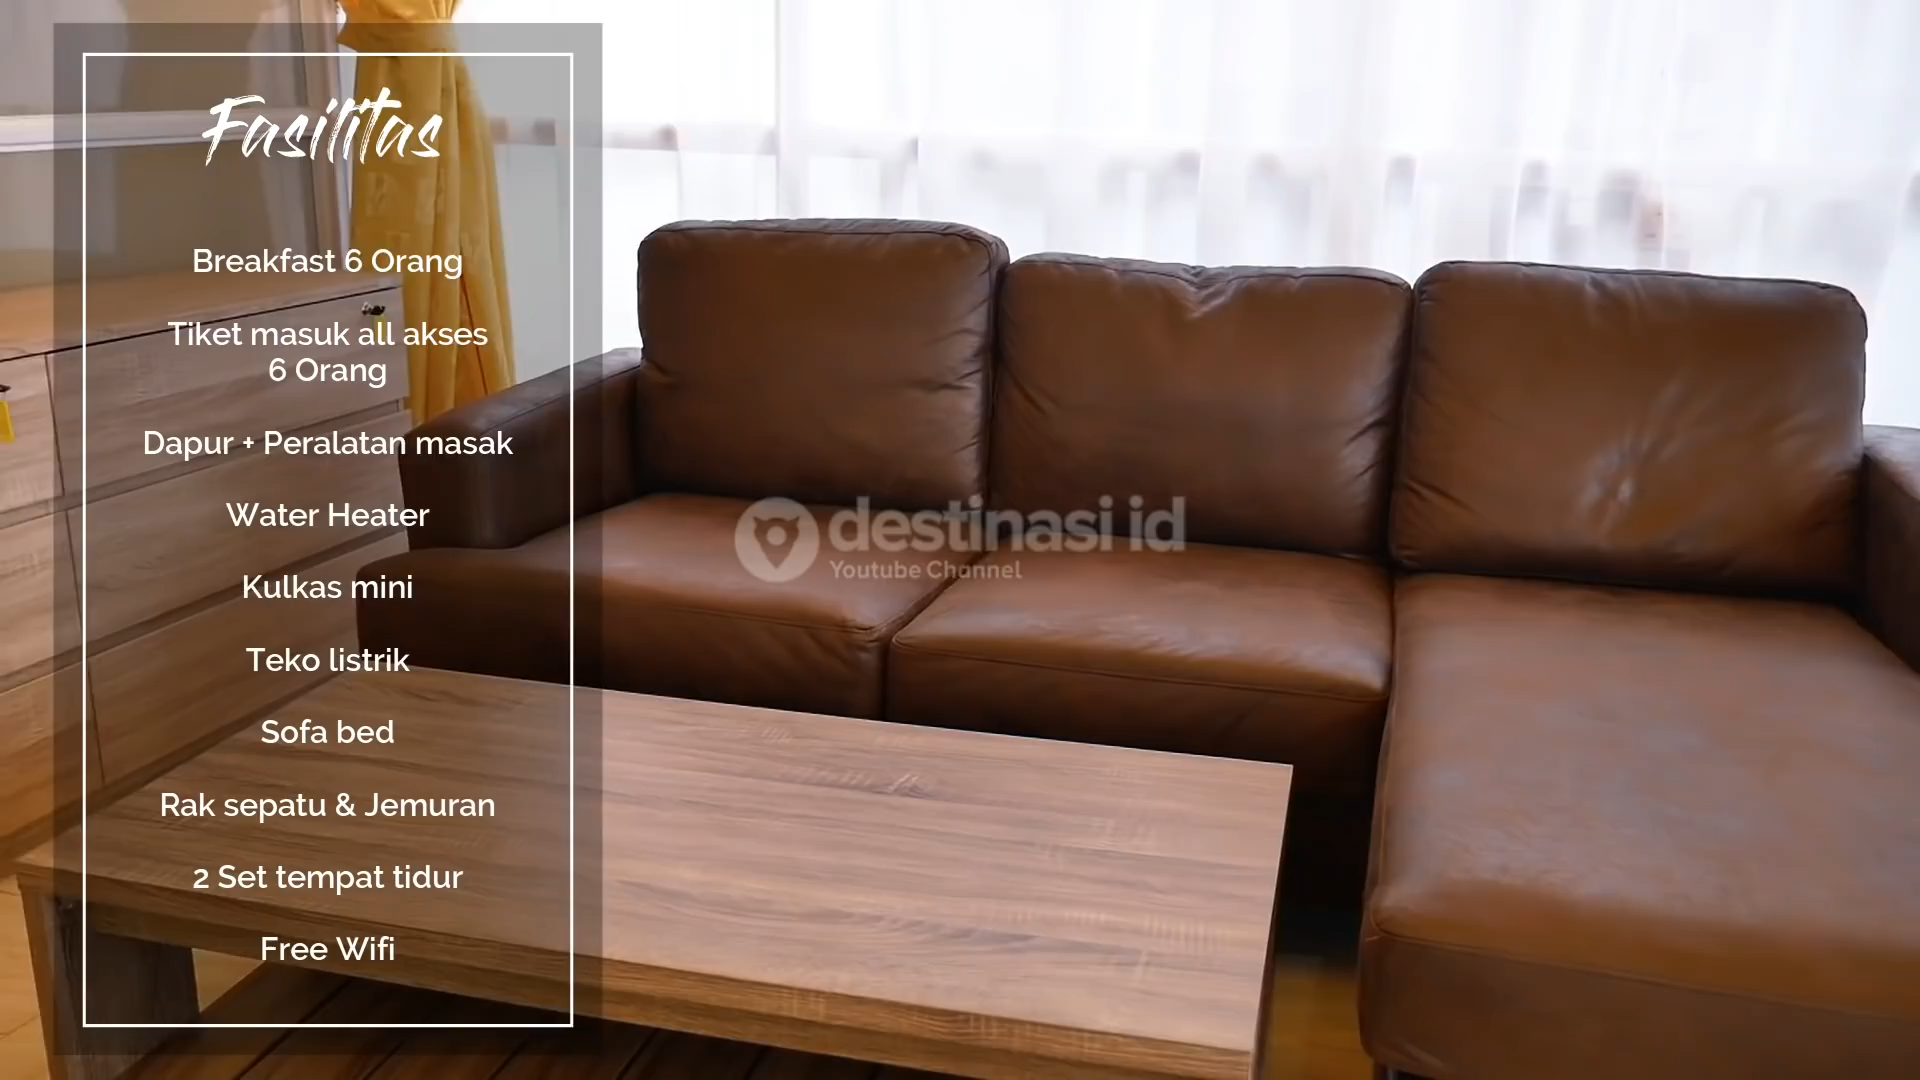 Fasilitas
Breakfast 6 Orang
Tiket masuk all akses
6 Orang
Dapur + Peralatan masak
Water Heater
Kulkas mini
Teko listrik
Sofa bed
Rak sepatu & Jemuran
2 Set tempat tidur
Free Wifi
destinasi id
Youtube Channel